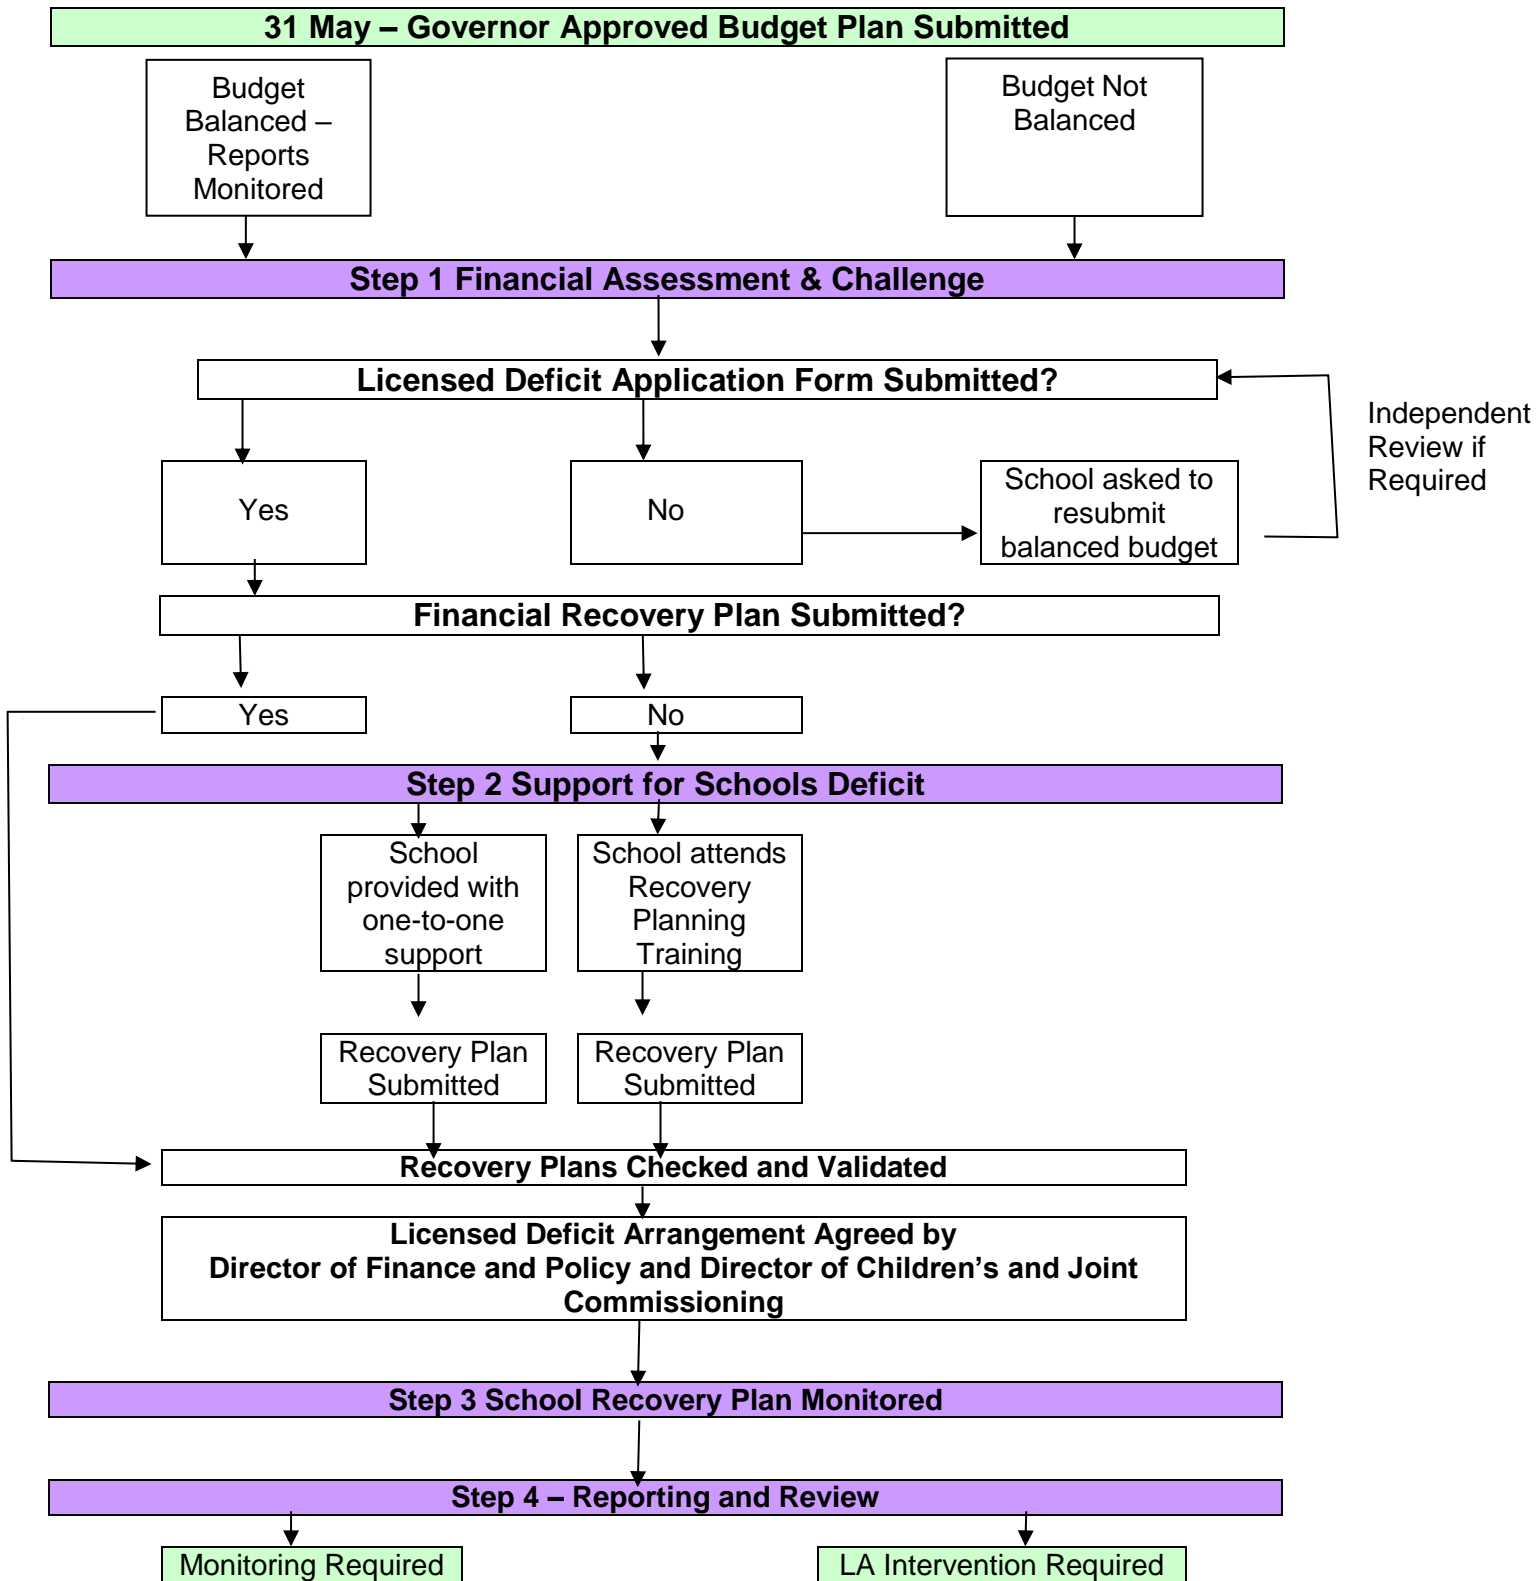 31 May – Governor Approved Budget Plan Submitted
Budget
Balanced –
Reports
Monitored
Budget Not
Balanced
Step 1 Financial Assessment & Challenge
Licensed Deficit Application Form Submitted?
Independent
Review if
Required
Yes
No
School asked to
resubmit
balanced budget
Financial Recovery Plan Submitted?
Yes
No
Step 2 Support for Schools Deficit
School
provided with
one-to-one
support
School attends
Recovery
Planning
Training
Recovery Plan
Submitted
Recovery Plan
Submitted
Recovery Plans Checked and Validated
Licensed Deficit Arrangement Agreed by
Director of Finance and Policy and Director of Children’s and Joint
Commissioning
Step 3 School Recovery Plan Monitored
Step 4 – Reporting and Review
Monitoring Required
LA Intervention Required